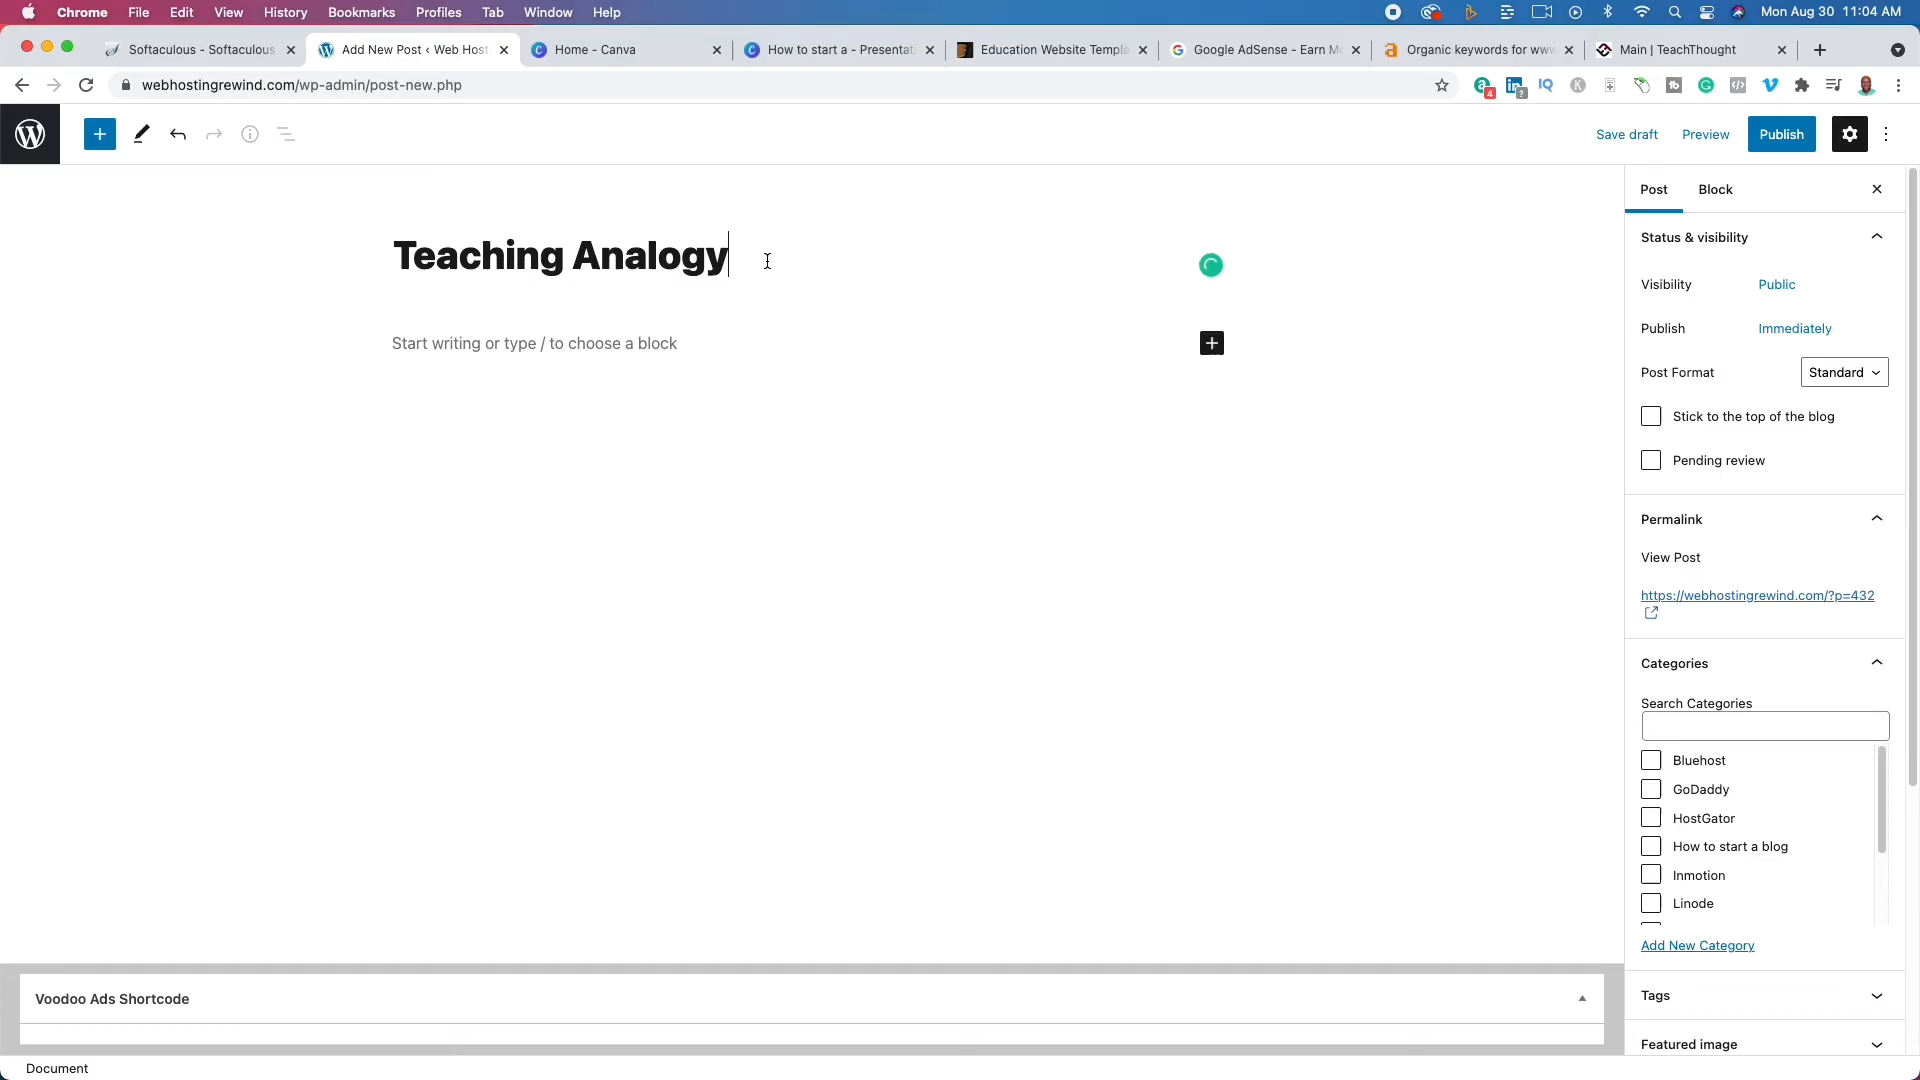 Chrome File Edit View History Bookmarks Profiles Tab Window Help Mon Aug 30 11:04 AM
Softaculous - Softaculous Add New Post ‹ Web Host Home - Canva How to start a - Presentati Education Website Templa Google AdSense - Earn Mo Organic keywords for www Main | TeachThought
webhostingrewind.com/wp-admin/post-new.php
Save draft Preview Publish
Post Block
Teaching Analogy
Start writing or type / to choose a block
Status & visibility
Visibility Public
Publish Immediately
Post Format Standard
Stick to the top of the blog
Pending review
Permalink
View Post
https://webhostingrewind.com/?p=432
Categories
Search Categories
Bluehost
GoDaddy
HostGator
How to start a blog
Inmotion
Linode
Add New Category
Tags
Featured image
Voodoo Ads Shortcode
Document